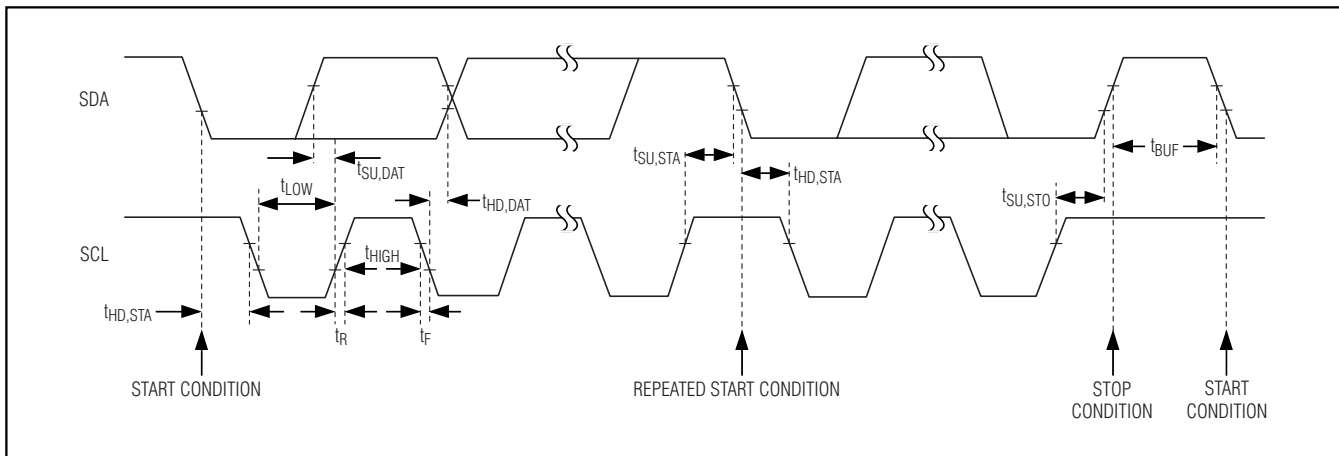 SDA
tSU,DAT
tLOW
tHD,DAT
tSU,STA
tHD,STA
tBUF
tSU,STO
SCL
tHIGH
tHD,STA
tR
tF
START CONDITION
REPEATED START CONDITION
STOP
CONDITION
START
CONDITION